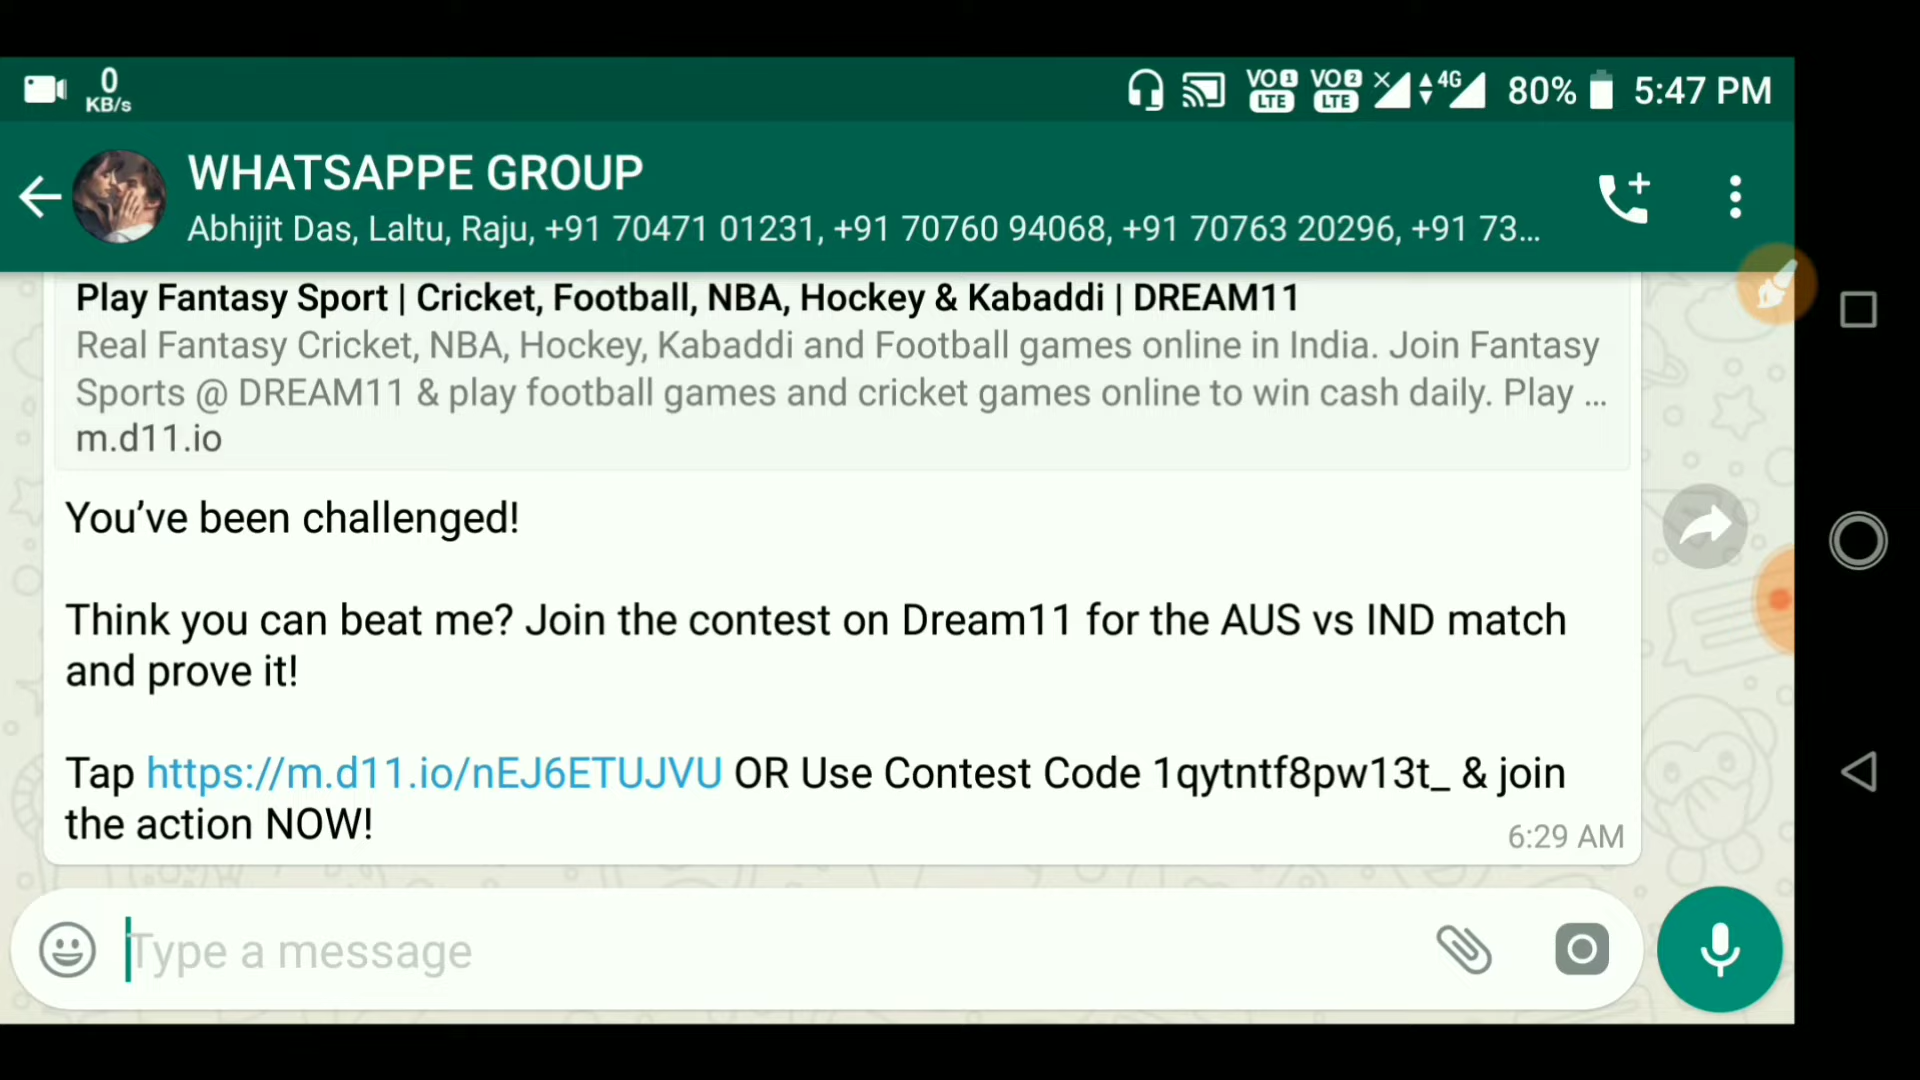 0
KB/s
VO 1 LTE VO 2 LTE 4G 80% 5:47 PM
WHATSAPPE GROUP
Abhijit Das, Laltu, Raju, +91 70471 01231, +91 70760 94068, +91 70763 20296, +91 73...
Play Fantasy Sport | Cricket, Football, NBA, Hockey & Kabaddi | DREAM11
Real Fantasy Cricket, NBA, Hockey, Kabaddi and Football games online in India. Join Fantasy
Sports @ DREAM11 & play football games and cricket games online to win cash daily. Play ...
m.d11.io
You’ve been challenged!
Think you can beat me? Join the contest on Dream11 for the AUS vs IND match
and prove it!
Tap https://m.d11.io/nEJ6ETUJVU OR Use Contest Code 1qytntf8pw13t_ & join
the action NOW!
6:29 AM
Type a message